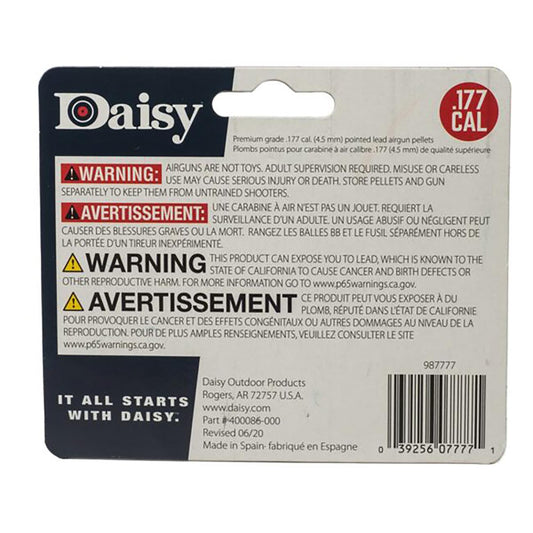 Daisy
.177
CAL
Premium grade .177 cal. (4.5 mm) pointed lead airgun pellets
Plombs pointus pour carabine à air calibre .177 (4.5 mm) de qualité supérieure
WARNING: AIRGUNS ARE NOT TOYS. ADULT SUPERVISION REQUIRED. MISUSE OR CARELESS
USE MAY CAUSE SERIOUS INJURY OR DEATH. STORE PELLETS AND GUN
SEPARATELY TO KEEP THEM FROM UNTRAINED SHOOTERS.
AVERTISSEMENT: UNE CARABINE À AIR N'EST PAS UN JOUET. REQUIERT LA
SURVEILLANCE D'UN ADULTE. UN USAGE ABUSIF OU NÉGLIGENT PEUT
CAUSER DES BLESSURES GRAVES OU LA MORT. RANGEZ LES BALLES BB ET LE FUSIL SÉPARÉMENT HORS DE
LA PORTÉE D'UN TIREUR INEXPÉRIMENTÉ.
WARNING THIS PRODUCT CAN EXPOSE YOU TO LEAD, WHICH IS KNOWN TO THE
STATE OF CALIFORNIA TO CAUSE CANCER AND BIRTH DEFECTS OR
OTHER REPRODUCTIVE HARM. FOR MORE INFORMATION GO TO www.p65warnings.ca.gov.
AVERTISSEMENT CE PRODUIT PEUT VOUS EXPOSER À DU
PLOMB, RÉPUTÉ DANS L'ÉTAT DE CALIFORNIE
POUR PROVOQUER LE CANCER ET DES EFFETS CONGÉNITAUX OU AUTRES DOMMAGES AU NIVEAU DE LA
REPRODUCTION. POUR DE PLUS AMPLES RENSEIGNEMENTS, VEUILLEZ CONSULTER LE SITE
www.p65warnings.ca.gov.
987777
IT ALL STARTS
WITH DAISY.
Daisy Outdoor Products
Rogers, AR 72757 U.S.A.
www.daisy.com
Part # 400086-000
Revised 06/20
Made in Spain- fabriqué en Espagne
0 39256 07777 1